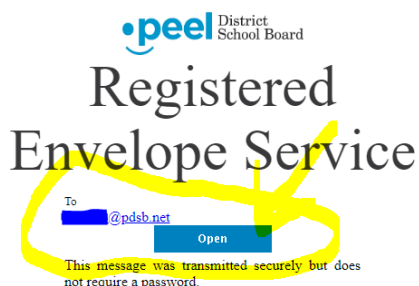 peel District
School Board
Registered
Envelope Service
To
@pdsb.net
Open
This message was transmitted securely but does
not require a password.